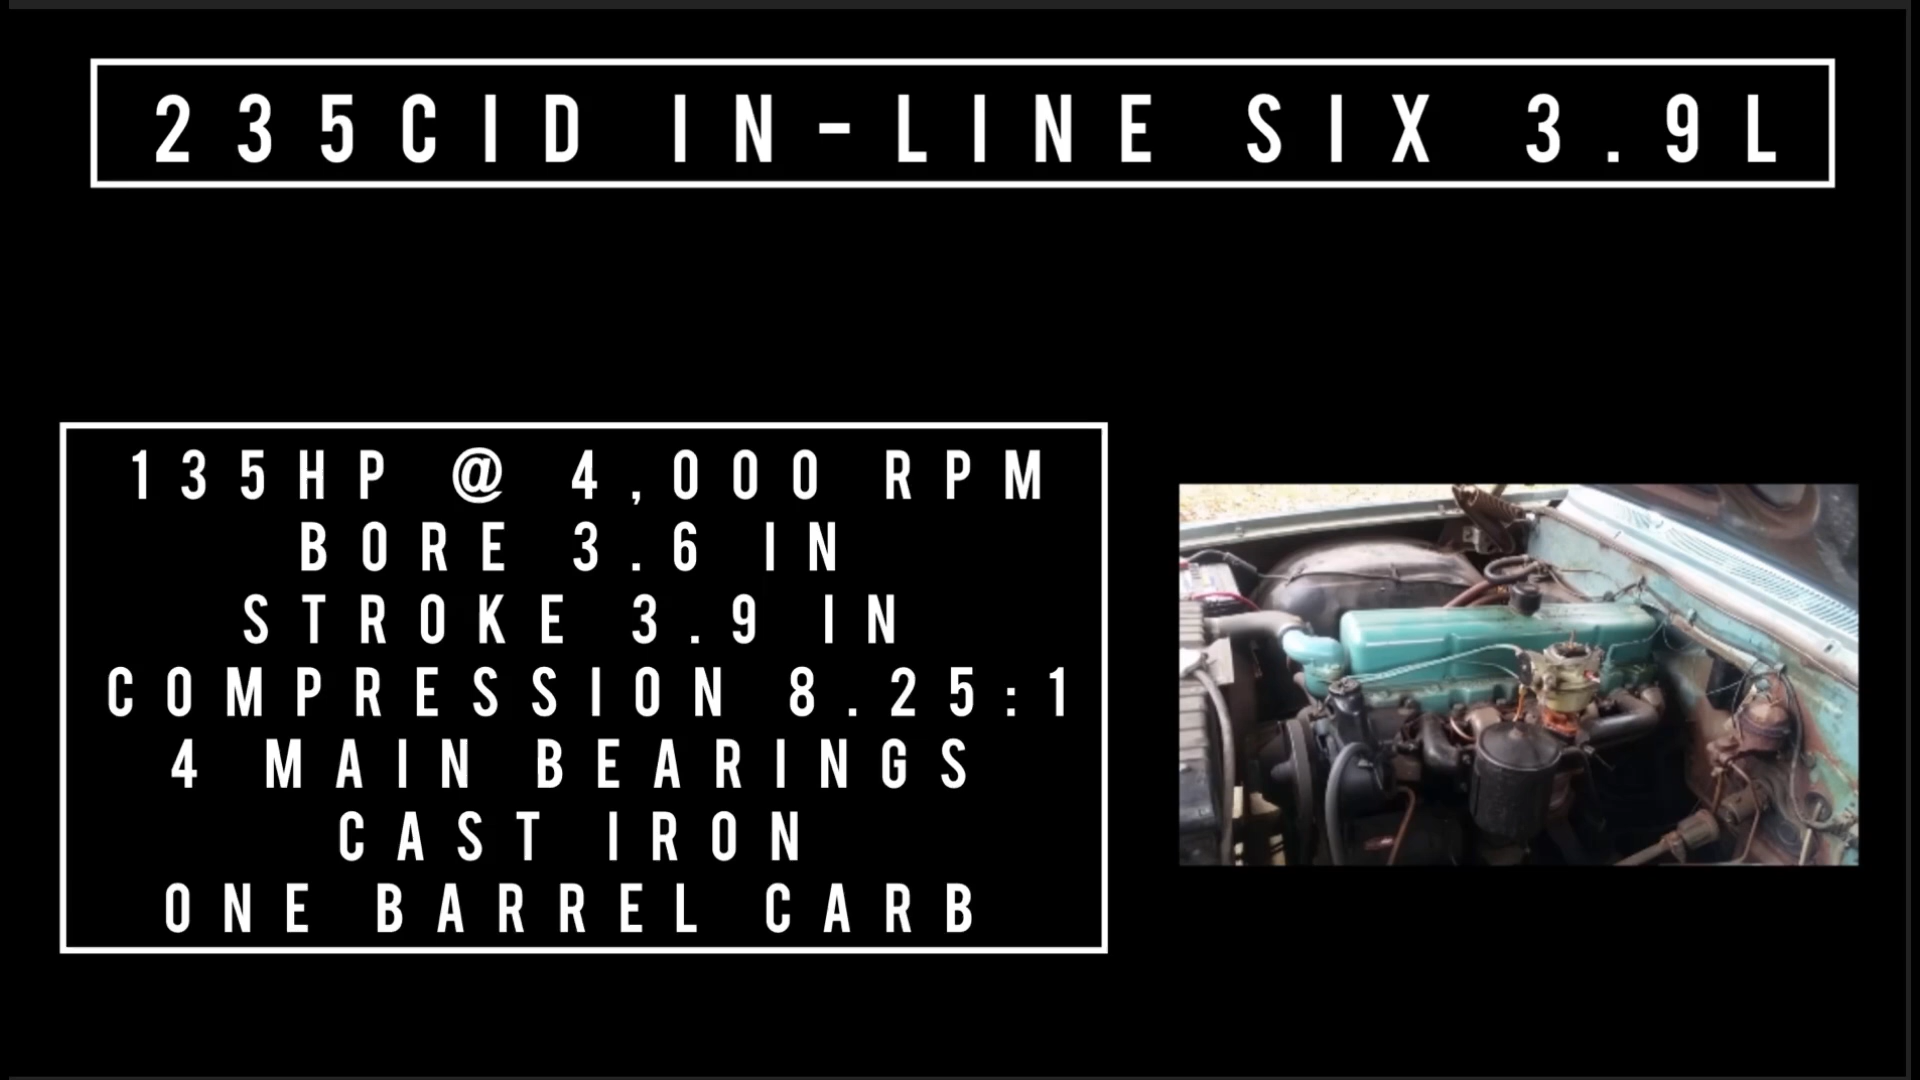 235CID IN-LINE SIX 3.9L
135HP @ 4,000 RPM
BORE 3.6 IN
STROKE 3.9 IN
COMPRESSION 8.25:1
4 MAIN BEARINGS
CAST IRON
ONE BARREL CARB